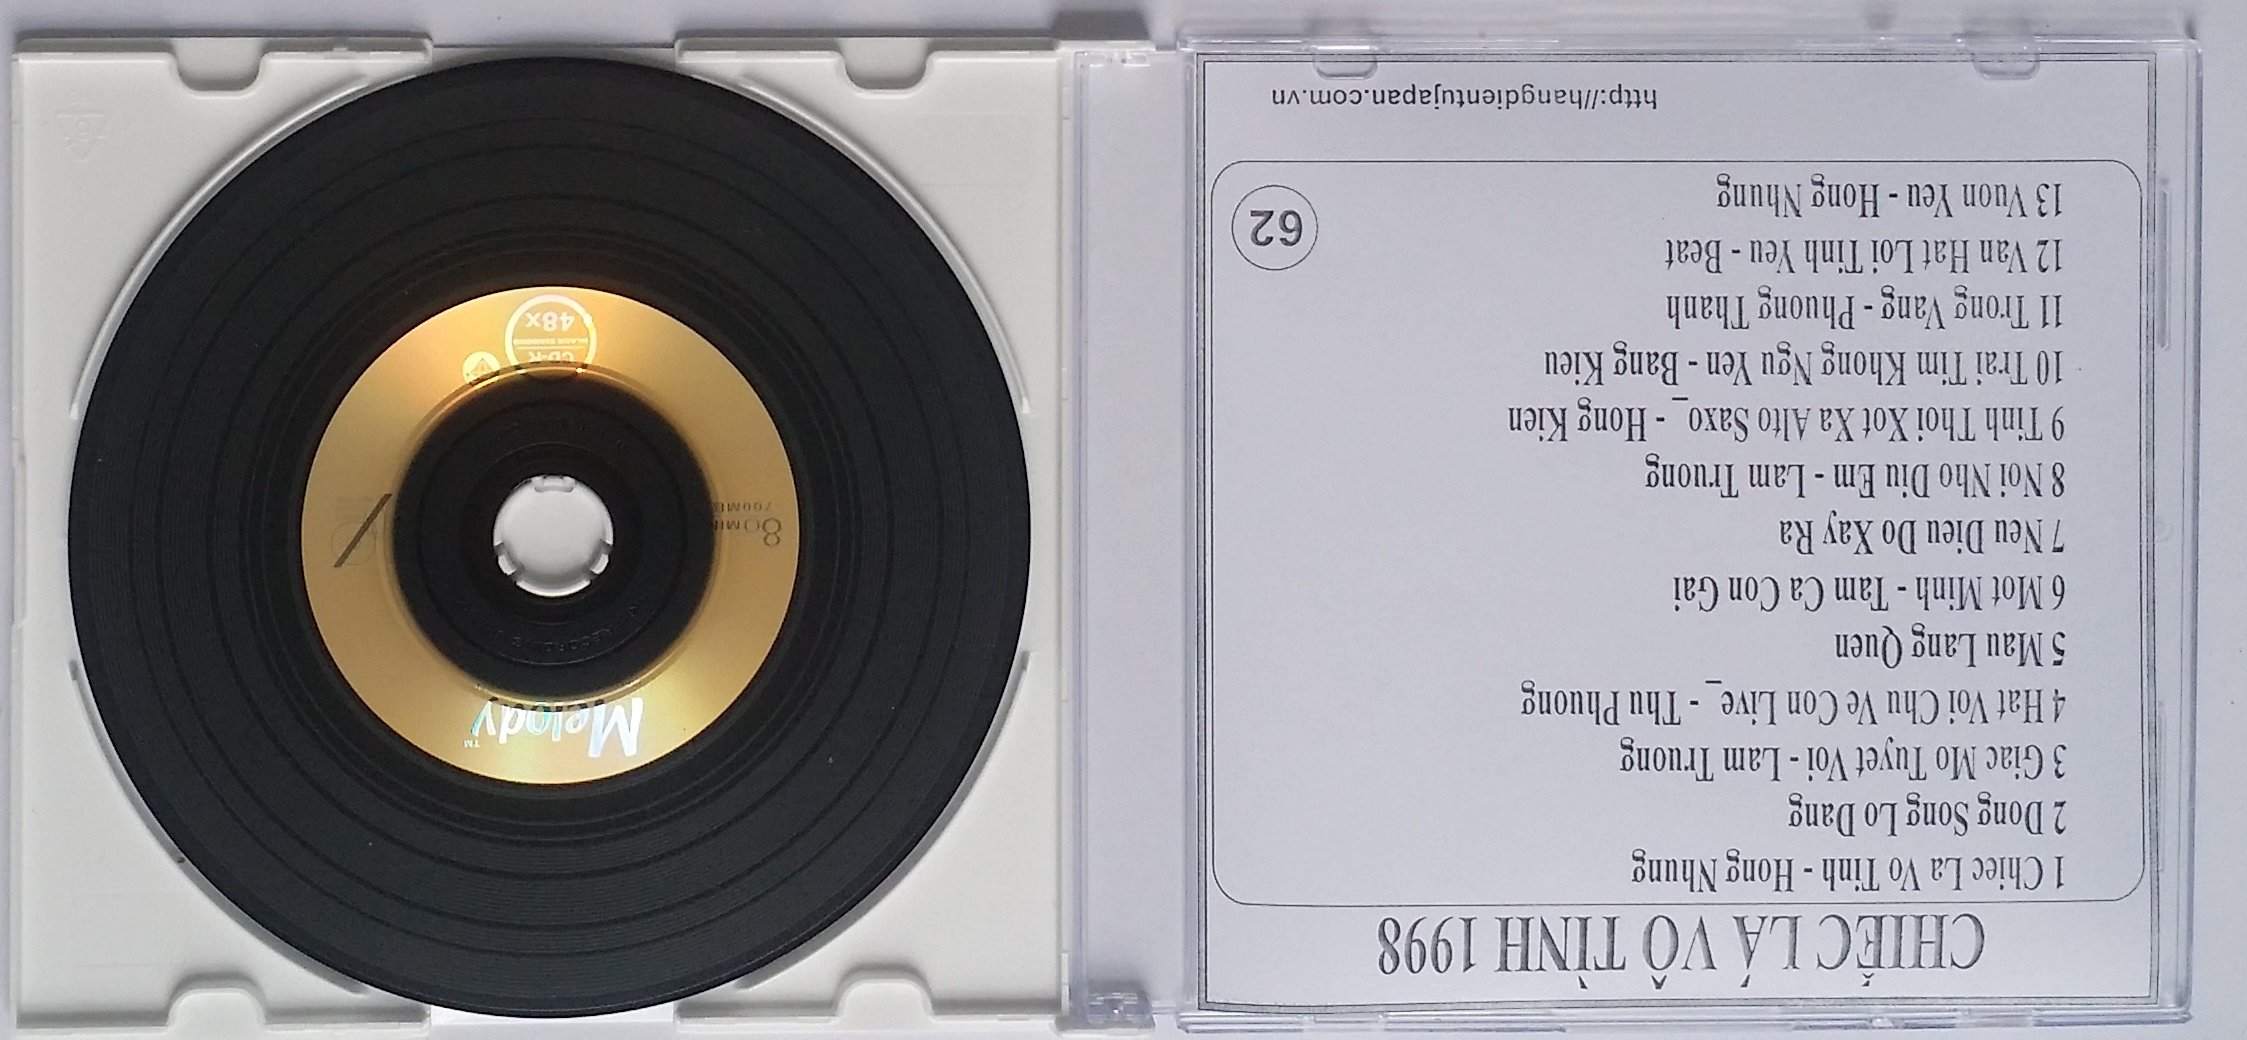 CHIẾC LÁ VÔ TÌNH 1998
1 Chiec La Vo Tinh - Hong Nhung
2 Dong Song Lo Dang
3 Giac Mo Tuyet Voi - Lam Truong
4 Hat Voi Chu Ve Con Live_ - Thu Phuong
5 Mau Lang Quen
6 Mot Minh - Tam Ca Con Gai
7 Neu Dieu Do Xay Ra
8 Noi Nho Diu Em - Lam Truong
9 Tinh Thoi Xot Xa Alto Saxo_ - Hong Kien
10 Trai Tim Khong Ngu Yen - Bang Kieu
11 Trong Vang - Phuong Thanh
12 Van Hat Loi Tinh Yeu - Beat
13 Vuon Yeu - Hong Nhung
62
http://hangdientujapan.com.vn
Melody™
80MIN
700MB
CD-R
48x